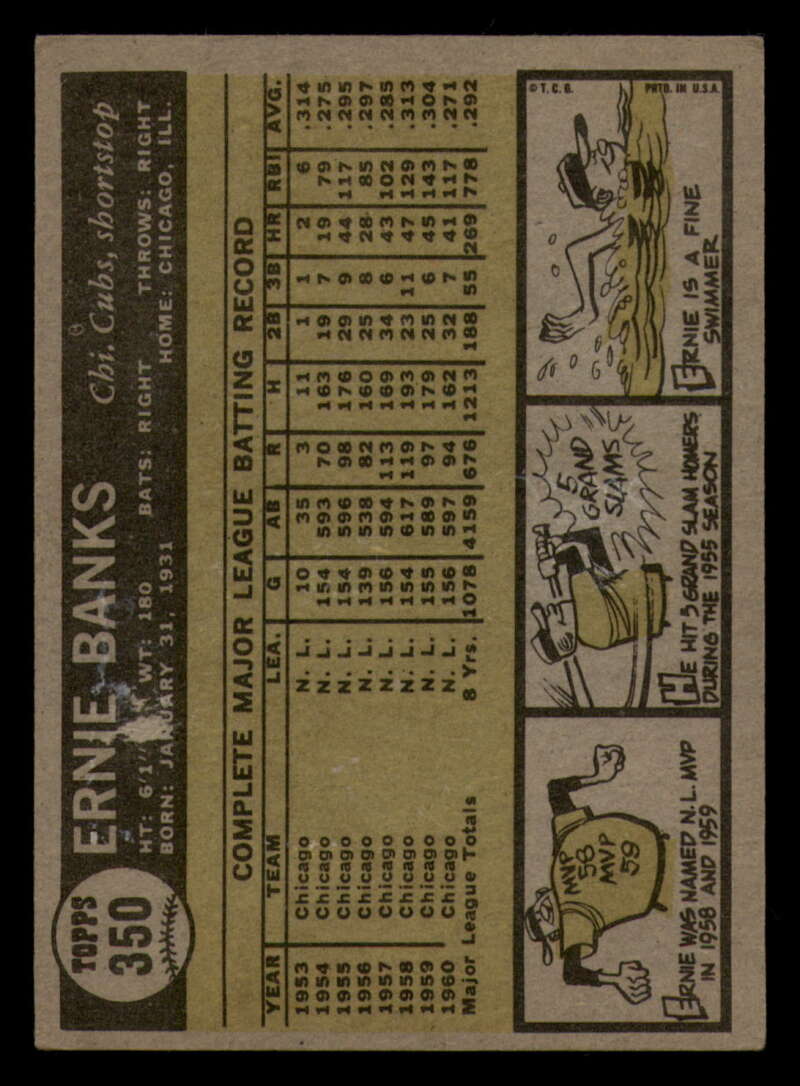 TOPPS
350
ERNIE BANKS Chi. Cubs, shortstop
HT: 6'1" WT: 180 BATS: RIGHT THROWS: RIGHT
BORN: JANUARY 31, 1931 HOME: CHICAGO, ILL.
COMPLETE MAJOR LEAGUE BATTING RECORD
YEAR TEAM LEA. G AB R H 2B 3B HR RBI AVG.
1953 Chicago N. L. 10 35 3 11 1 1 2 6 .314
1954 Chicago N. L. 154 593 70 163 19 7 19 79 .275
1955 Chicago N. L. 154 596 98 176 29 9 44 117 .295
1956 Chicago N. L. 139 538 82 160 25 8 28 85 .297
1957 Chicago N. L. 156 594 113 169 34 6 43 102 .285
1958 Chicago N. L. 154 617 119 193 23 11 47 129 .313
1959 Chicago N. L. 155 589 97 179 25 6 45 143 .304
1960 Chicago N. L. 156 597 94 162 32 7 41 117 .271
Major League Totals 8 Yrs. 1078 4159 676 1213 188 55 269 778 .292
MVP
58
MVP
59
ERNIE WAS NAMED N.L. MVP
IN 1958 AND 1959
5
GRAND
SLAMS
HE HIT 5 GRAND SLAM HOMERS
DURING THE 1955 SEASON
© T. C. G. PRTD. IN U.S.A.
ERNIE IS A FINE
SWIMMER